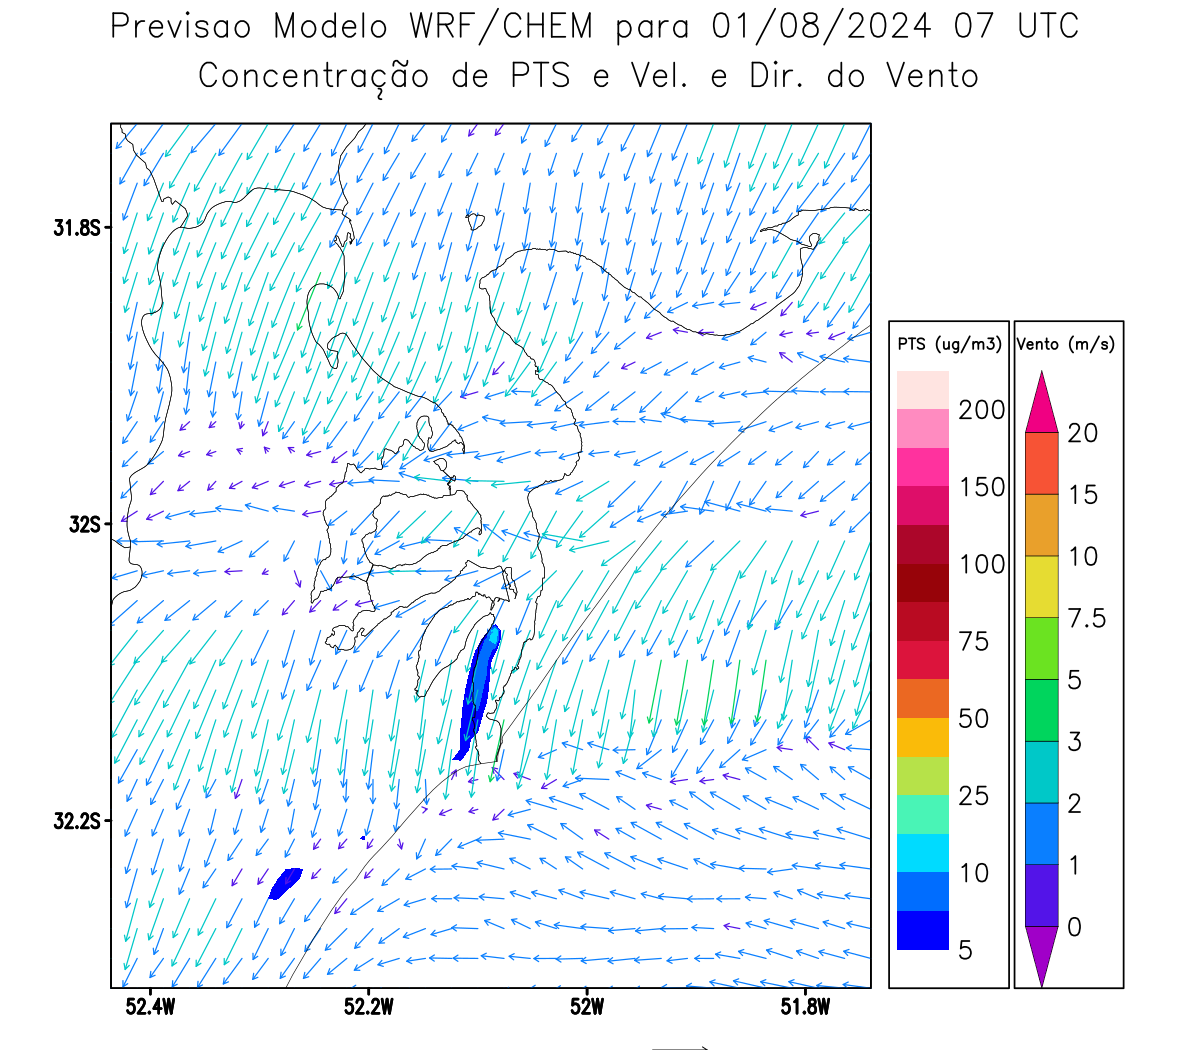 Previsao Modelo WRF/CHEM para 01/08/2024 07 UTC
Concentração de PTS e Vel. e Dir. do Vento
31.8S
32S
32.2S
52.4W
52.2W
52W
51.8W
PTS (ug/m3)
200
150
100
75
50
25
10
5
Vento (m/s)
20
15
10
7.5
5
3
2
1
0